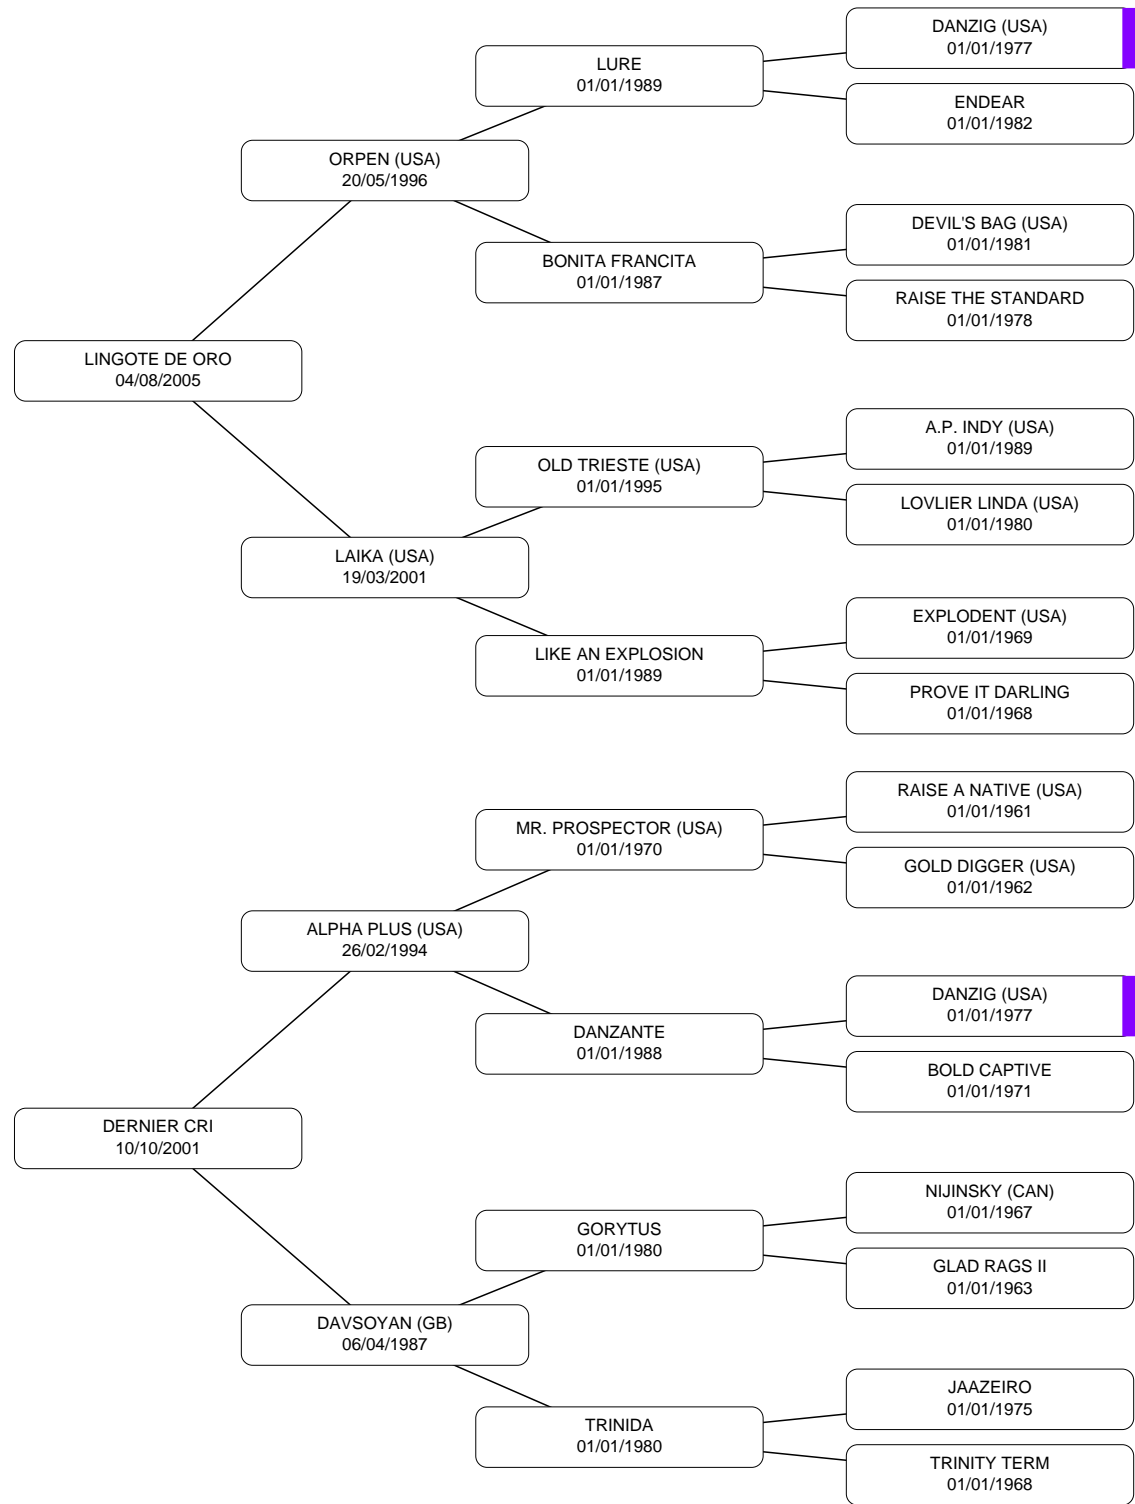 DANZIG (USA)
01/01/1977
LURE
01/01/1989
ENDEAR
01/01/1982
ORPEN (USA)
20/05/1996
DEVIL'S BAG (USA)
01/01/1981
BONITA FRANCITA
01/01/1987
RAISE THE STANDARD
01/01/1978
LINGOTE DE ORO
04/08/2005
A.P. INDY (USA)
01/01/1989
OLD TRIESTE (USA)
01/01/1995
LOVLIER LINDA (USA)
01/01/1980
LAIKA (USA)
19/03/2001
EXPLODENT (USA)
01/01/1969
LIKE AN EXPLOSION
01/01/1989
PROVE IT DARLING
01/01/1968
RAISE A NATIVE (USA)
01/01/1961
MR. PROSPECTOR (USA)
01/01/1970
GOLD DIGGER (USA)
01/01/1962
ALPHA PLUS (USA)
26/02/1994
DANZIG (USA)
01/01/1977
DANZANTE
01/01/1988
BOLD CAPTIVE
01/01/1971
DERNIER CRI
10/10/2001
NIJINSKY (CAN)
01/01/1967
GORYTUS
01/01/1980
GLAD RAGS II
01/01/1963
DAVSOYAN (GB)
06/04/1987
JAAZEIRO
01/01/1975
TRINIDA
01/01/1980
TRINITY TERM
01/01/1968